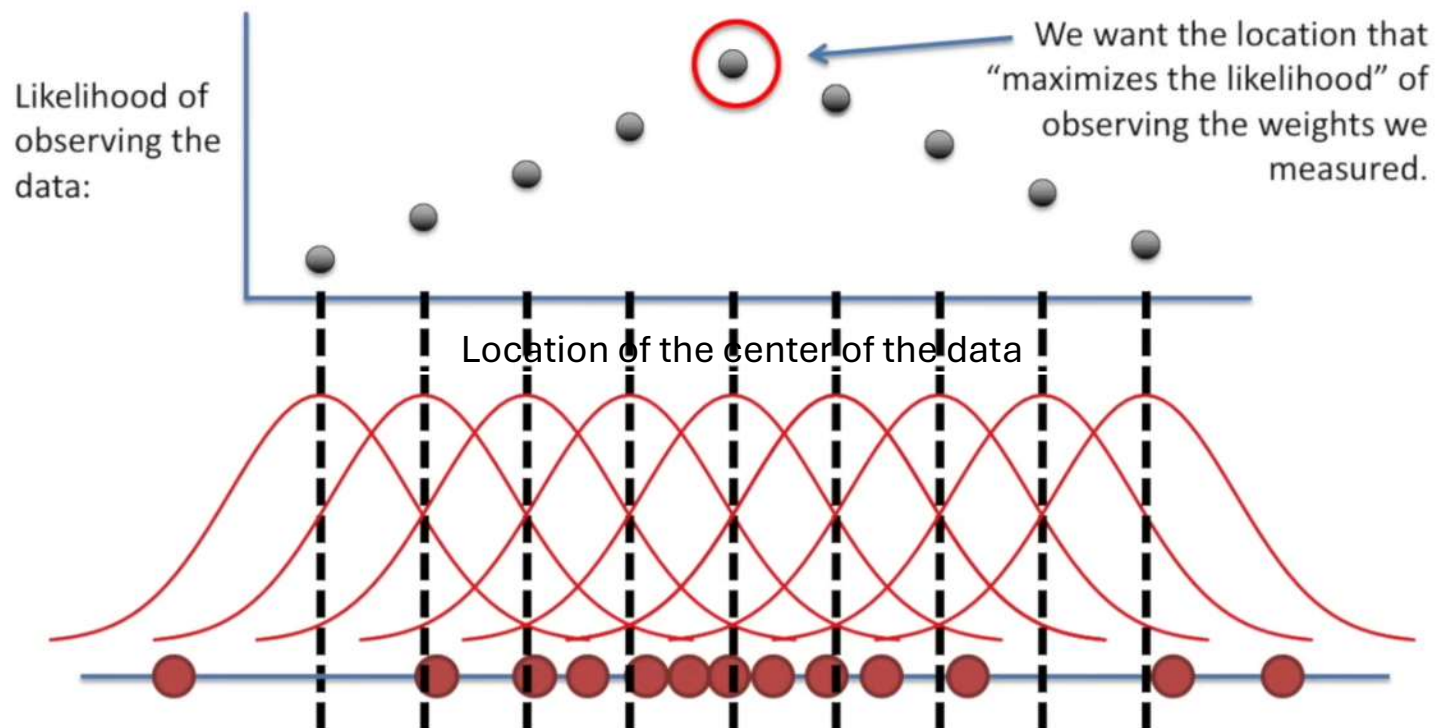 We want the location that
“maximizes the likelihood” of
observing the weights we
measured.
Likelihood of
observing the
data:
Location of the center of the data